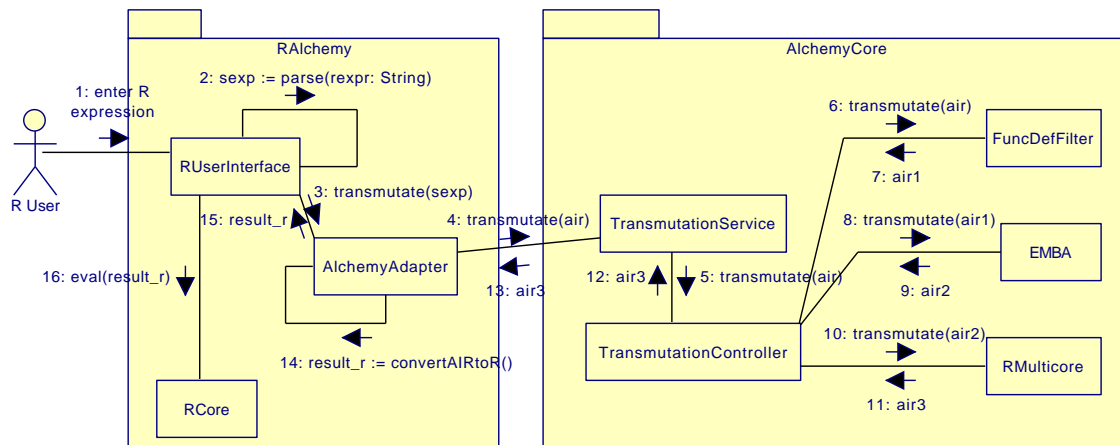 RAlchemy
AlchemyCore
1: enter R
expression
2: sexp := parse(rexpr: String)
R User
RUserInterface
3: transmutate(sexp)
15: result_r
4: transmutate(air)
13: air3
AlchemyAdapter
16: eval(result_r)
14: result_r := convertAIRtoR()
RCore
TransmutationService
12: air3
5: transmutate(air)
TransmutationController
6: transmutate(air)
FuncDefFilter
7: air1
8: transmutate(air1)
EMBA
9: air2
10: transmutate(air2)
RMulticore
11: air3